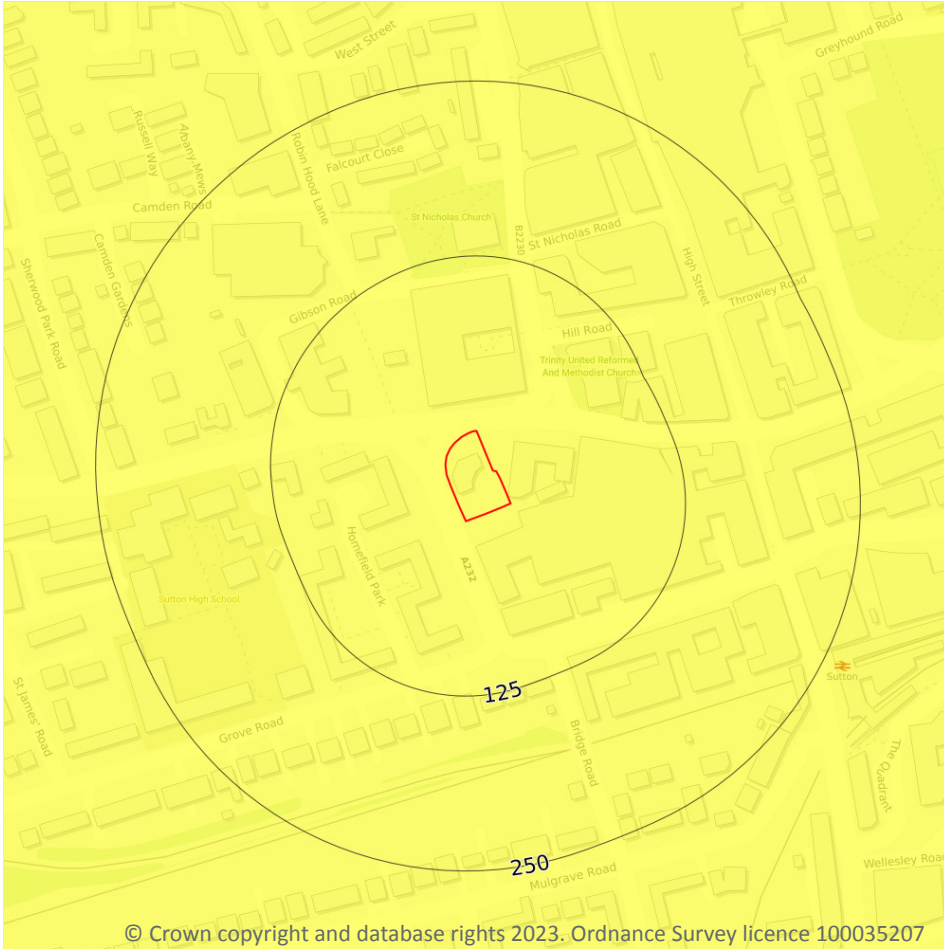 West Street
Greyhound Road
Russell Way
Albany Mews
Robin Hood Lane
Falcourt Close
Camden Road
St Nicholas Church
B2230
St Nicholas Road
Camden Gardens
Sherwood Park Road
High Street
Gibson Road
Throwley Road
Hill Road
Trinity United Reformed
And Methodist Church
Homefield Park
A232
Sutton High School
Sutton
St James' Road
125
Grove Road
Bridge Road
The Quadrant
250
Mulgrave Road
Wellesley Road
© Crown copyright and database rights 2023. Ordnance Survey licence 100035207